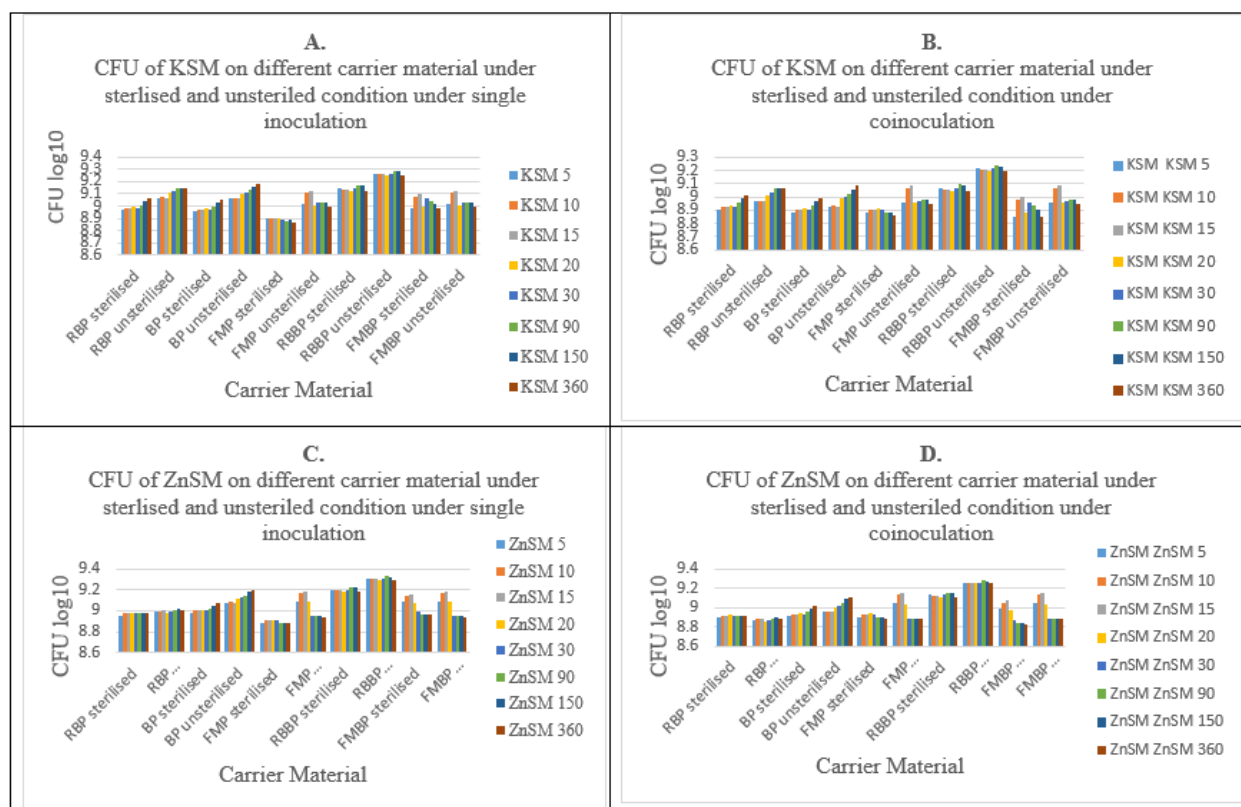 A.
CFU of KSM on different carrier material under
sterlised and unsteriled condition under single
inoculation
CFU log10
9.4
9.3
9.2
9.1
9
8.9
8.8
8.7
8.6
RBP sterilised
RBP unsterilised
BP sterilised
BP unsterilised
FMP sterilised
FMP unsterilised
RBBP sterilised
RBBP unsterilised
FMBP sterilised
FMBP unsterilised
Carrier Material
KSM 5
KSM 10
KSM 15
KSM 20
KSM 30
KSM 90
KSM 150
KSM 360
B.
CFU of KSM on different carrier material under
sterlised and unsteriled condition under
coinoculation
CFU log10
9.3
9.2
9.1
9
8.9
8.8
8.7
8.6
RBP sterilised
RBP unsterilised
BP sterilised
BP unsterilised
FMP sterilised
FMP unsterilised
RBBP sterilised
RBBP unsterilised
FMBP sterilised
FMBP unsterilised
Carrier Material
KSM KSM 5
KSM KSM 10
KSM KSM 15
KSM KSM 20
KSM KSM 30
KSM KSM 90
KSM KSM 150
KSM KSM 360
C.
CFU of ZnSM on different carrier material under
sterlised and unsteriled condition under single
inoculation
CFU log10
9.4
9.2
9
8.8
8.6
RBP sterilised
RBP...
BP sterilised
BP unsterilised
FMP sterilised
FMP...
RBBP sterilised
RBBP...
FMBP sterilised
FMBP...
Carrier Material
ZnSM 5
ZnSM 10
ZnSM 15
ZnSM 20
ZnSM 30
ZnSM 90
ZnSM 150
ZnSM 360
D.
CFU of ZnSM on different carrier material under
sterlised and unsteriled condition under
coinoculation
CFU log10
9.4
9.2
9
8.8
8.6
RBP sterilised
RBP...
BP sterilised
BP unsterilised
FMP sterilised
FMP...
RBBP sterilised
RBBP...
FMBP...
FMBP...
Carrier Material
ZnSM ZnSM 5
ZnSM ZnSM 10
ZnSM ZnSM 15
ZnSM ZnSM 20
ZnSM ZnSM 30
ZnSM ZnSM 90
ZnSM ZnSM 150
ZnSM ZnSM 360